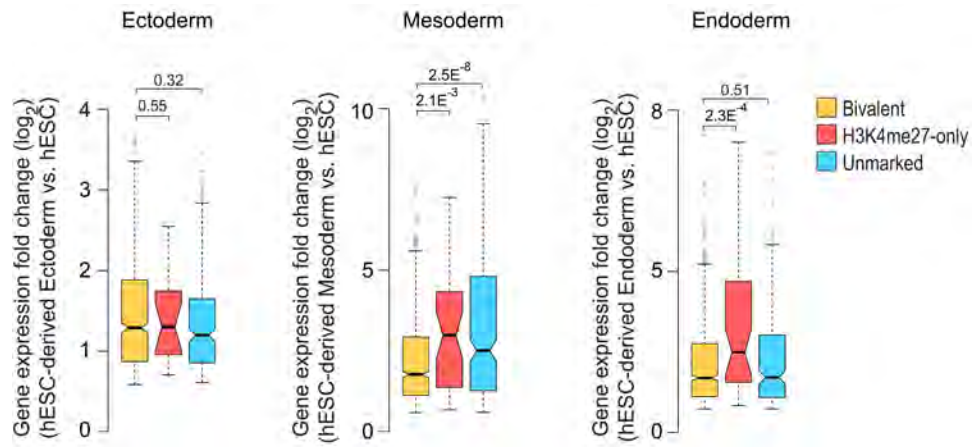 Ectoderm
Mesoderm
Endoderm
Gene expression fold change (log2)
(hESC-derived Ectoderm vs. hESC)
4
3
2
1
0
0.32
0.55
Gene expression fold change (log2)
(hESC-derived Mesoderm vs. hESC)
10
5
0
2.5E-8
2.1E-3
Gene expression fold change (log2)
(hESC-derived Endoderm vs. hESC)
8
5
0
0.51
2.3E-4
Bivalent
H3K4me27-only
Unmarked